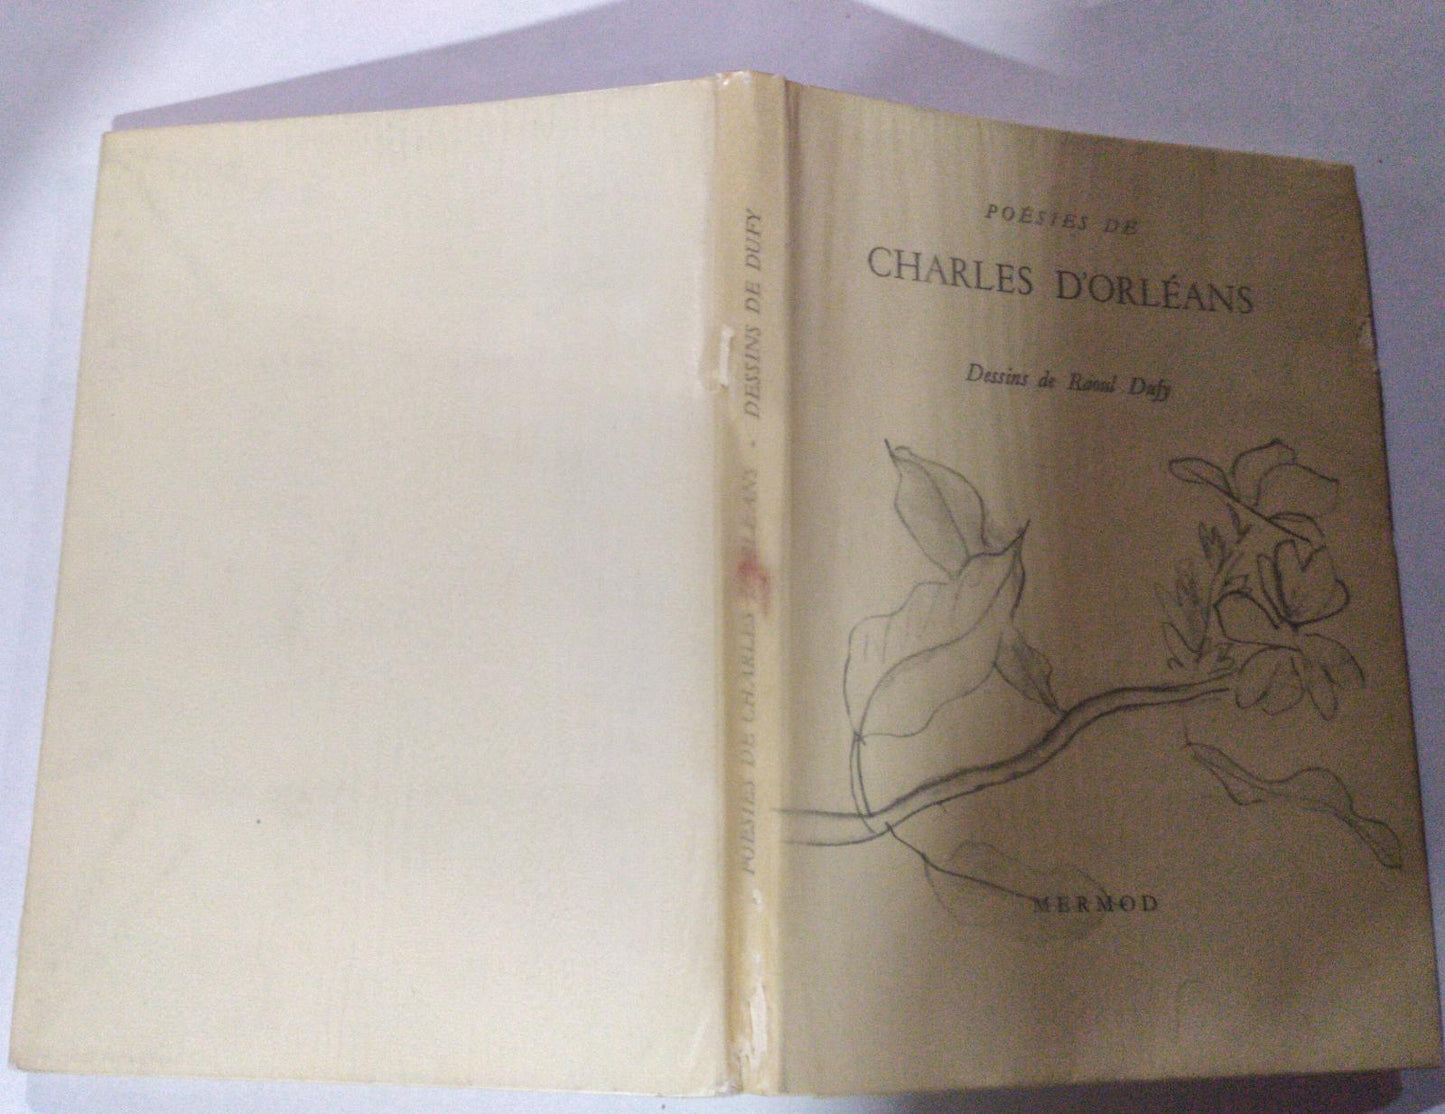 POÉSIES DE
CHARLES D'ORLÉANS
Dessins de Raoul Dufy
MERMOD
POÉSIES DE CHARLES D'ORLÉANS - DESSINS DE DUFY